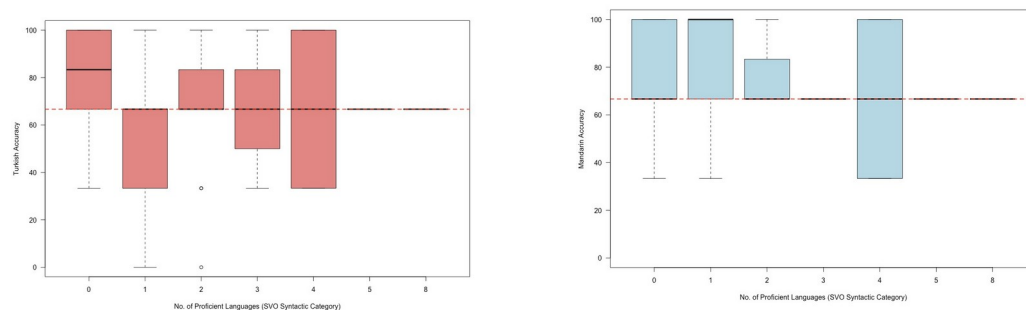 100
80
60
40
20
0
Turkish Accuracy
0 1 2 3 4 5 8
No. of Proficient Languages (SVO Syntactic Category)
100
80
60
40
20
0
Mandarin Accuracy
0 1 2 3 4 5 8
No. of Proficient Languages (SVO Syntactic Category)